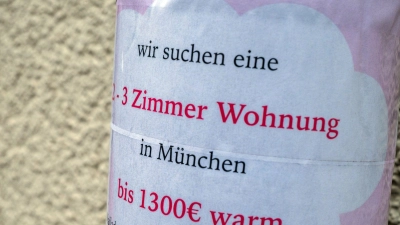 wir suchen eine
- 3 Zimmer Wohnung
in München
bis 1300€ warm